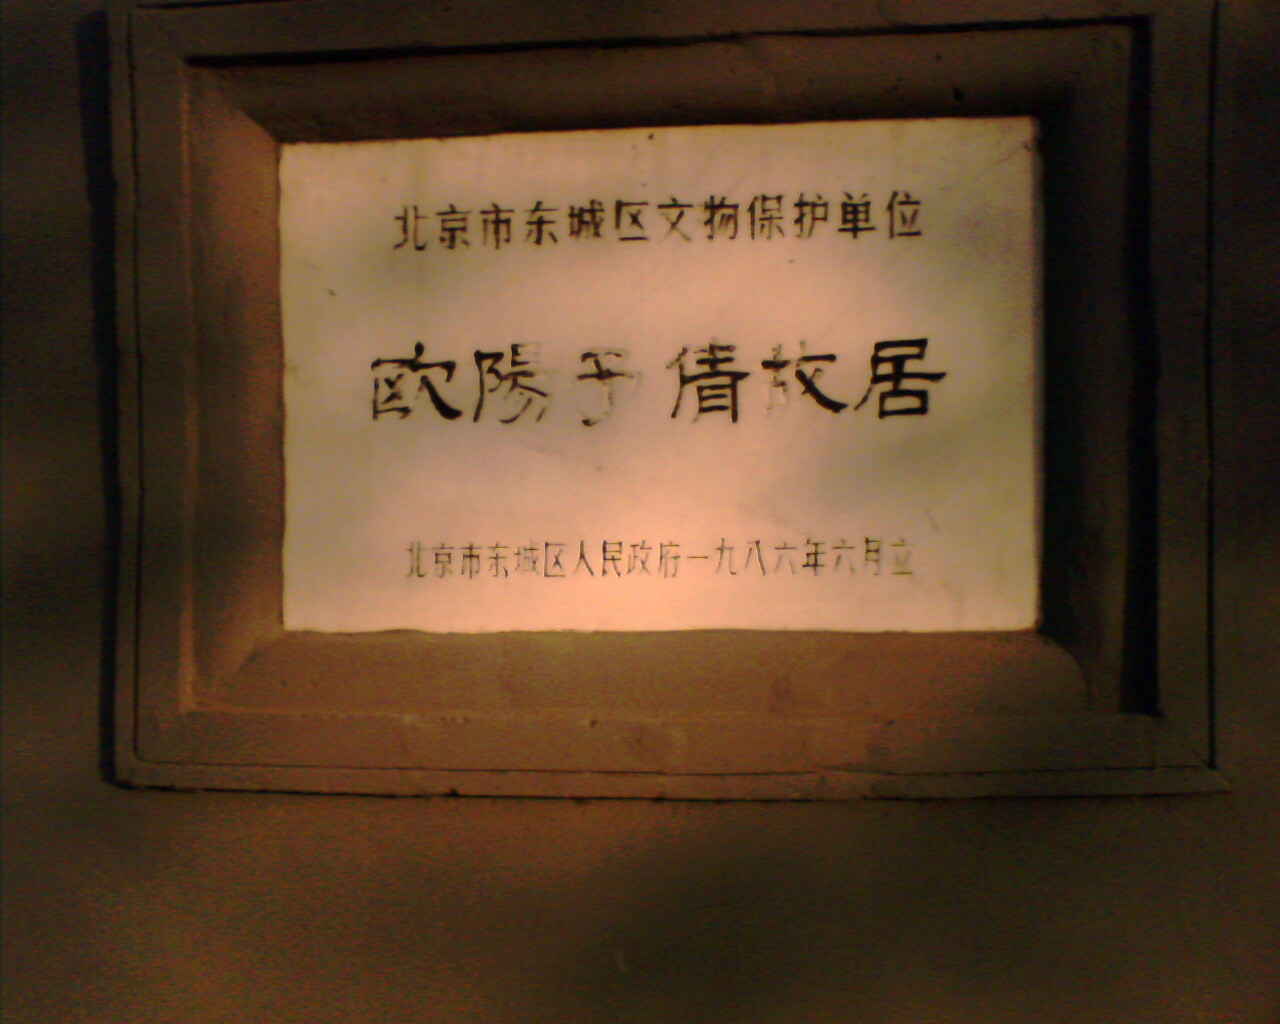 北京市东城区文物保护单位
欧陽予倩故居
北京市东城区人民政府一九八六年六月立